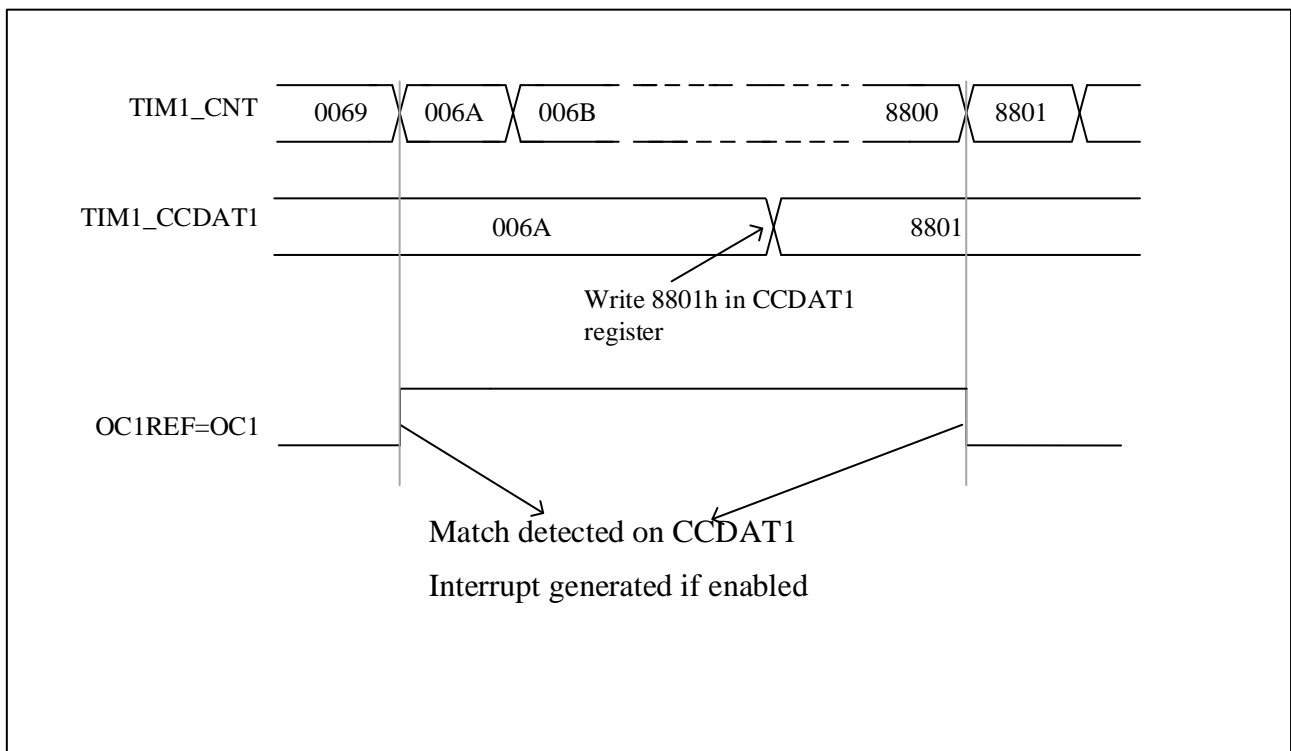 TIM1_CNT 0069 006A 006B 8800 8801
TIM1_CCDAT1 006A 8801
Write 8801h in CCDAT1
register
OC1REF=OC1
Match detected on CCDAT1
Interrupt generated if enabled